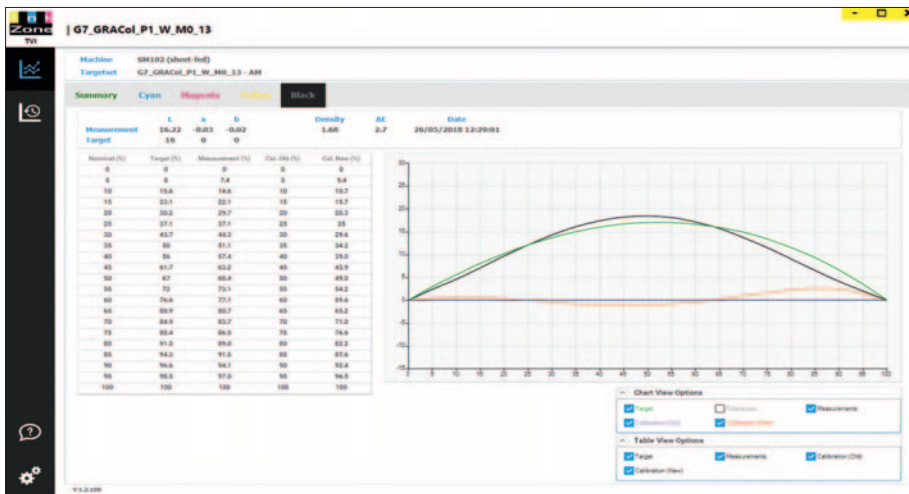 Zone
TVI
| G7_GRACol_P1_W_M0_13
Machine SM102 (sheet-fed)
Targetset G7_GRACol_P1_W_M0_13 - AM
Summary Cyan Magenta Yellow Black
L a b Density ΔE Date
Measurement 16.22 -0.03 -0.02 1.68 2.7 26/05/2018 12:29:01
Target 16 0 0
Nominal (%) Target (%) Measurement (%) Cal. Old (%) Cal. New (%)
0 0 0 0 0
5 7.4 5 5.4
10 15.6 14.6 10 10.7
15 23.1 22.1 15 15.7
20 30.2 29.7 20 20.3
25 37.1 37.1 25 25
30 43.7 44.3 30 29.6
35 50 51.1 35 34.2
40 56 57.4 40 39.0
45 61.7 63.2 45 43.9
50 67 68.4 50 49.0
55 72 73.1 55 54.2
60 76.6 77.1 60 59.6
65 80.9 80.7 65 65.2
70 84.9 83.7 70 71.0
75 88.4 86.5 75 76.6
80 91.5 89.0 80 82.2
85 94.2 91.5 85 87.6
90 96.6 94.1 90 92.4
95 98.5 97.0 95 96.5
100 100 100 100 100
30
25
20
15
10
5
0
-5
-10
-15
0 5 10 15 20 25 30 35 40 45 50 55 60 65 70 75 80 85 90 95 100
Chart View Options
Target Tolerances Measurements
Calibration (Old) Calibration (New)
Table View Options
Target Measurements Calibration (Old)
Calibration (New)
V:1.2.100